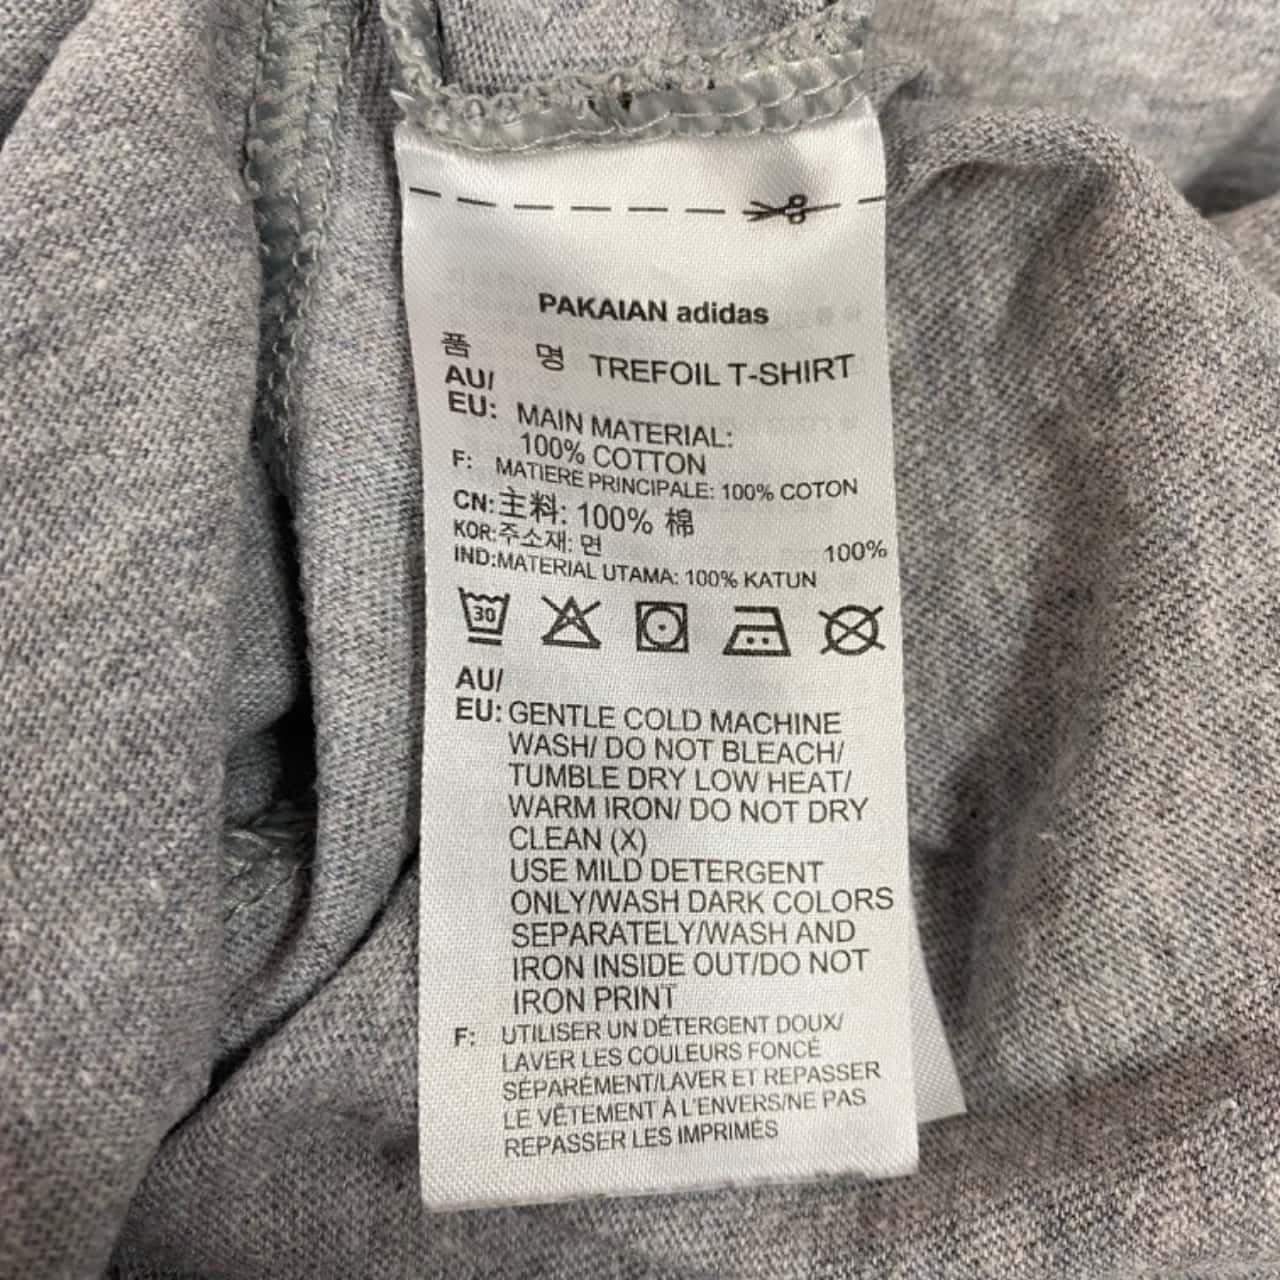 PAKAIAN adidas
품 명 TREFOIL T-SHIRT
AU/
EU: MAIN MATERIAL:
100% COTTON
F: MATIERE PRINCIPALE: 100% COTON
CN:主料: 100% 棉
KOR:주소재: 면 100%
IND:MATERIAL UTAMA: 100% KATUN
30
AU/
EU: GENTLE COLD MACHINE
WASH/ DO NOT BLEACH/
TUMBLE DRY LOW HEAT/
WARM IRON/ DO NOT DRY
CLEAN (X)
USE MILD DETERGENT
ONLY/WASH DARK COLORS
SEPARATELY/WASH AND
IRON INSIDE OUT/DO NOT
IRON PRINT
F: UTILISER UN DÉTERGENT DOUX/
LAVER LES COULEURS FONCÉ
SÉPARÉMENT/LAVER ET REPASSER
LE VÊTEMENT À L'ENVERS/NE PAS
REPASSER LES IMPRIMÉS